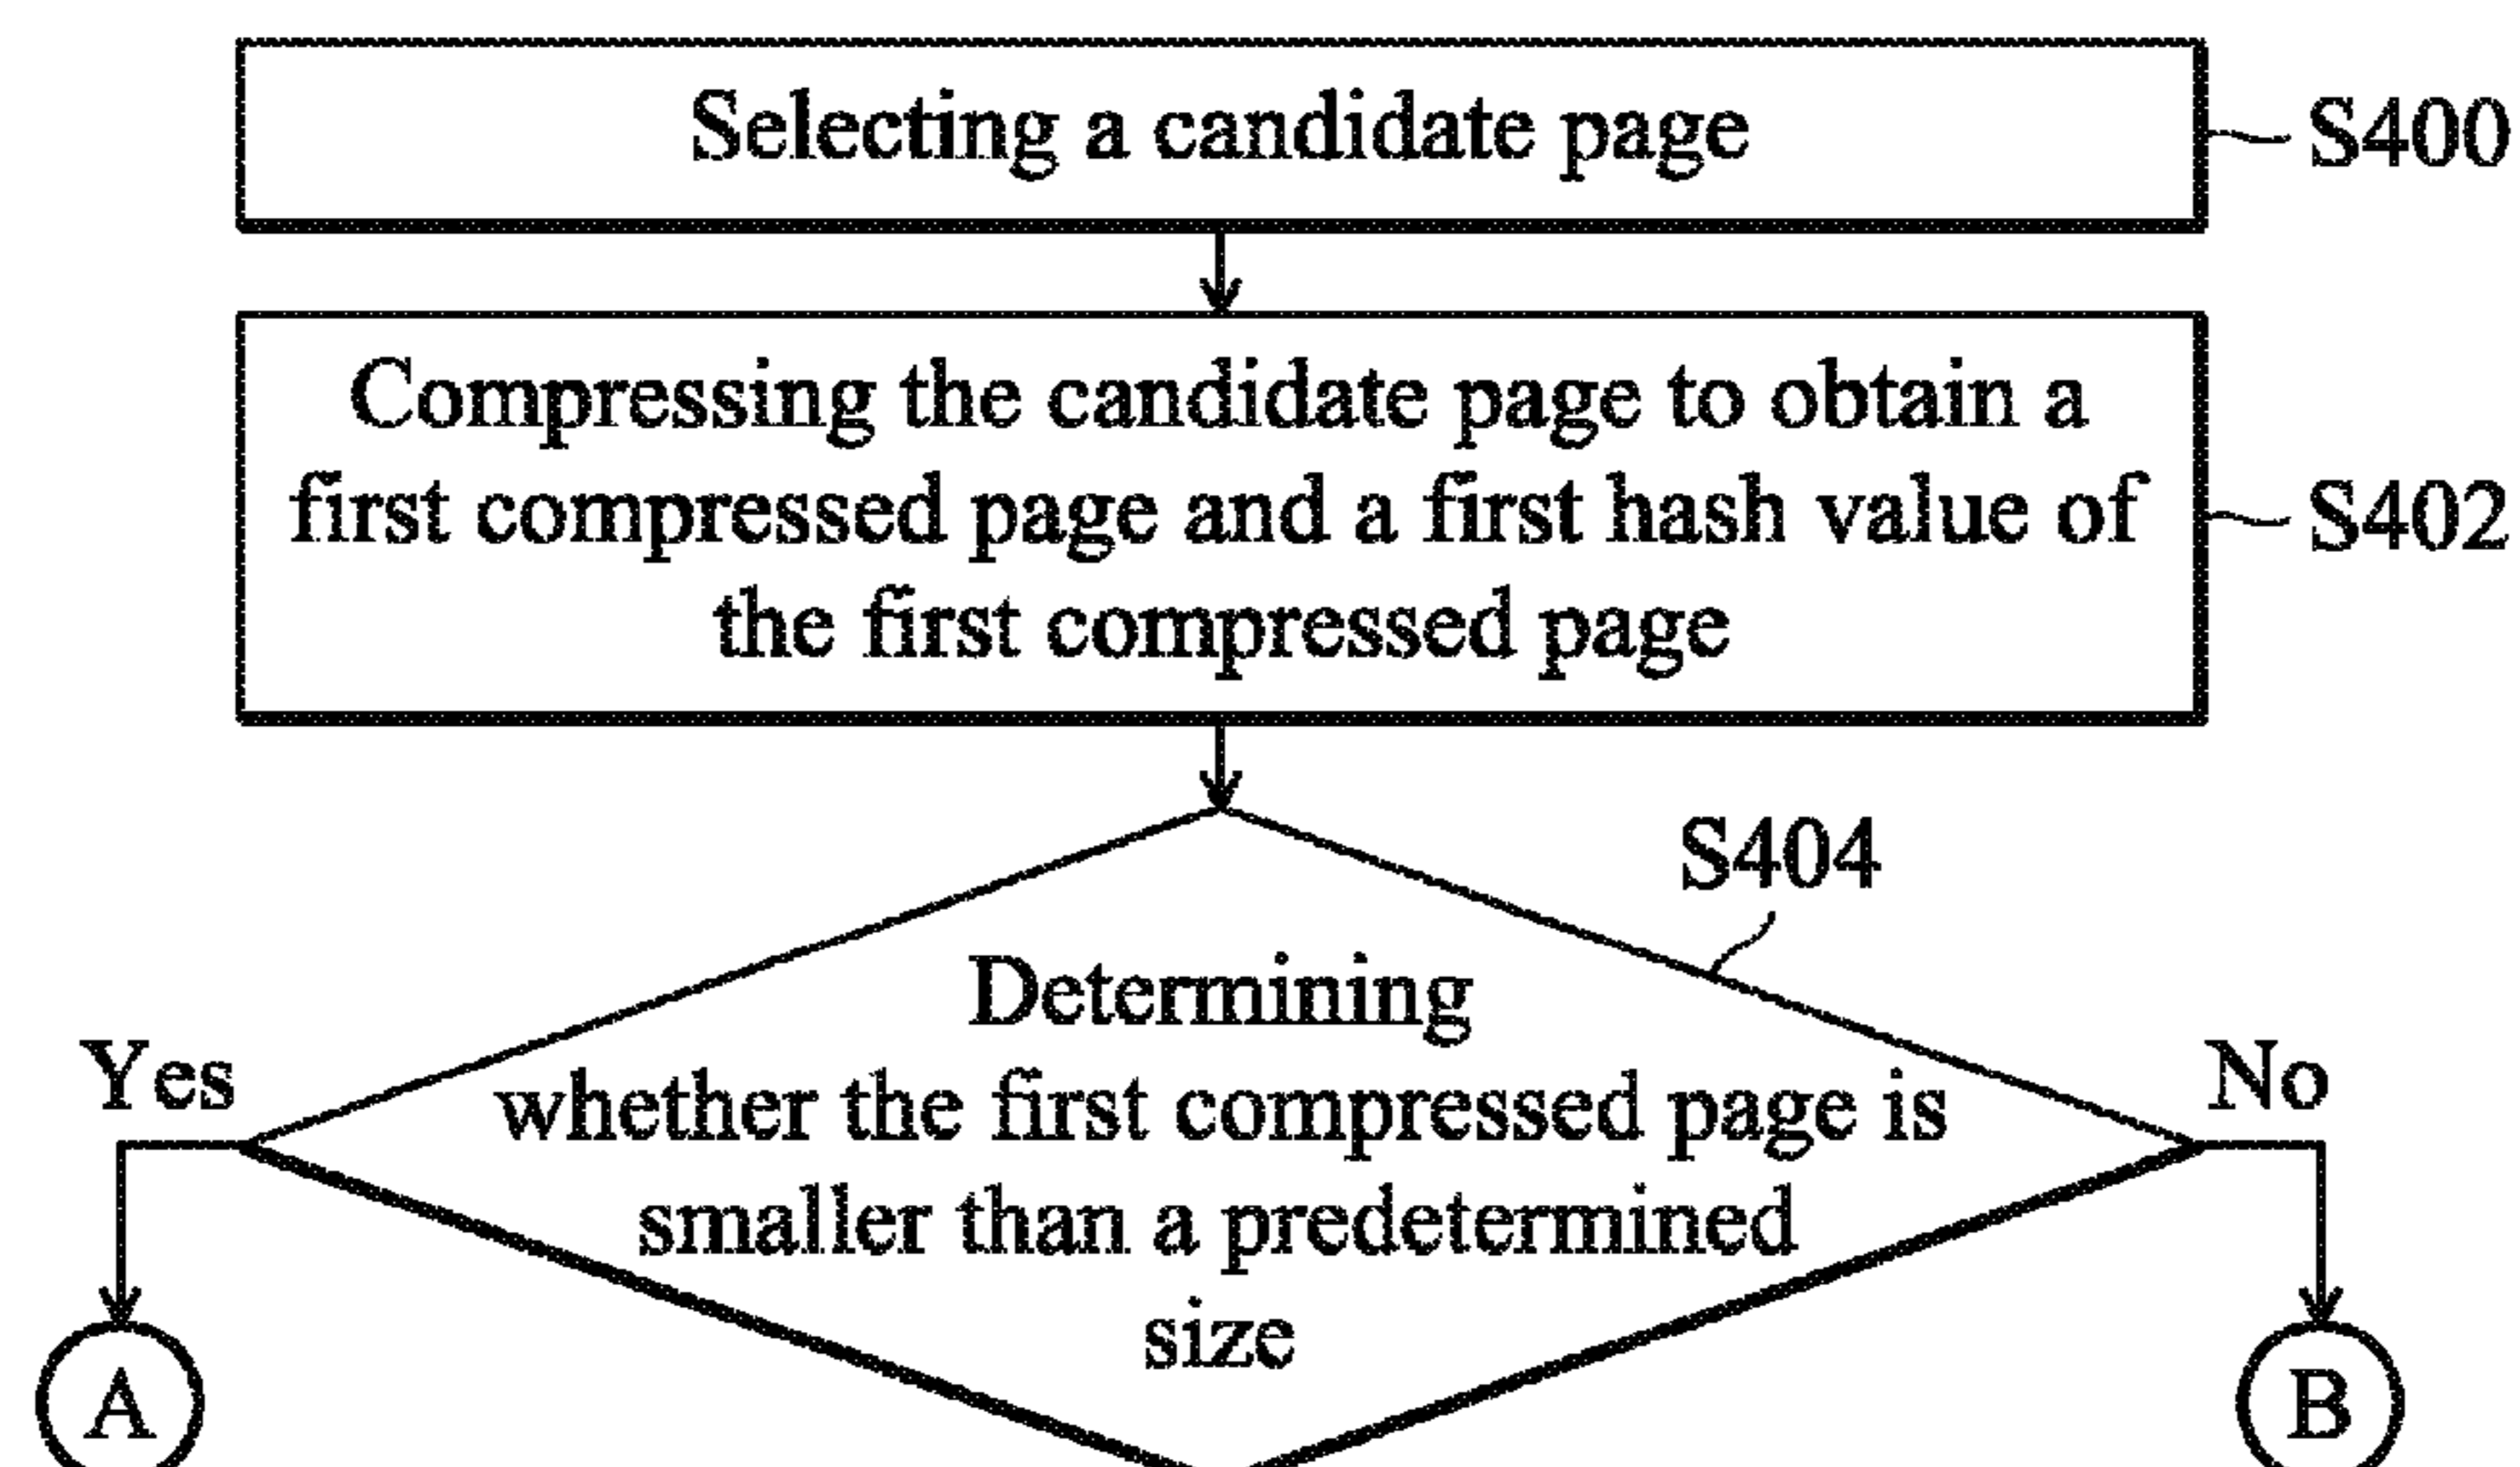 Selecting a candidate page
S400
Compressing the candidate page to obtain a
first compressed page and a first hash value of
the first compressed page
S402
S404
Determining
whether the first compressed page is
smaller than a predetermined
size
Yes
No
A
B